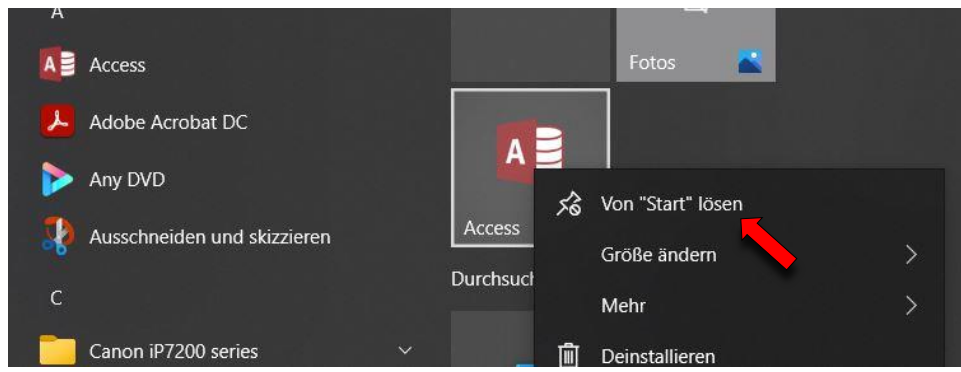 A
Access
Adobe Acrobat DC
Any DVD
Ausschneiden und skizzieren
C
Canon iP7200 series
Fotos
A
Access
Durchsuch
Von "Start" lösen
Größe ändern
Mehr
Deinstallieren